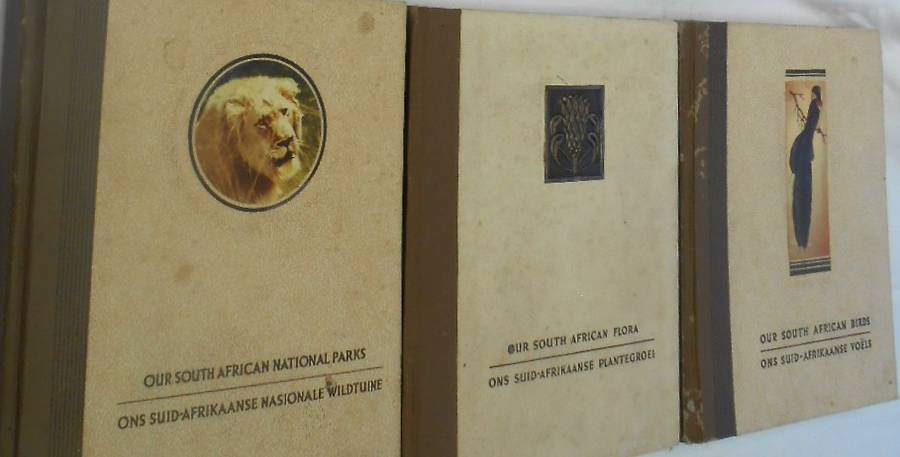 OUR SOUTH AFRICAN NATIONAL PARKS
ONS SUID-AFRIKAANSE NASIONALE WILDTUINE
OUR SOUTH AFRICAN FLORA
ONS SUID-AFRIKAANSE PLANTEGROEI
OUR SOUTH AFRICAN BIRDS
ONS SUID-AFRIKAANSE VOËLS